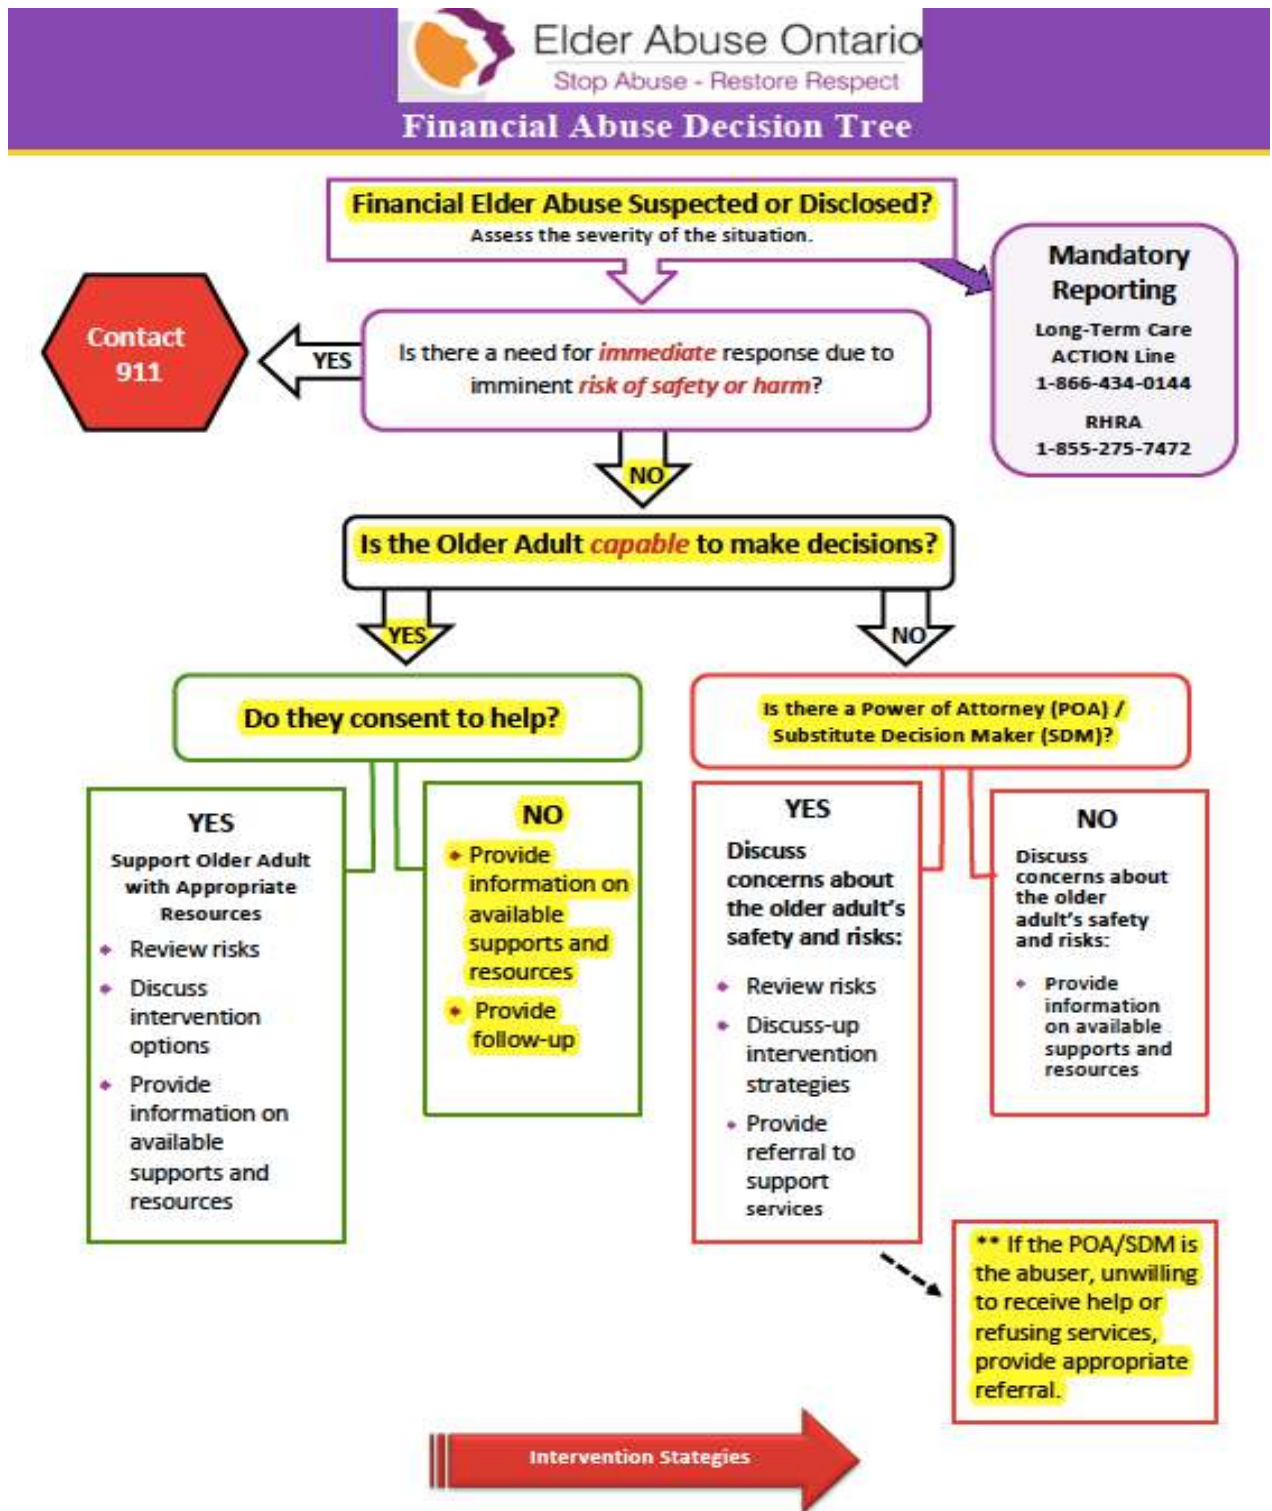 Elder Abuse Ontario
Stop Abuse - Restore Respect
Financial Abuse Decision Tree
Financial Elder Abuse Suspected or Disclosed?
Assess the severity of the situation.
Mandatory
Reporting
Long-Term Care
ACTION Line
1-866-434-0144
RHRA
1-855-275-7472
Contact
911
YES
Is there a need for immediate response due to
imminent risk of safety or harm?
NO
Is the Older Adult capable to make decisions?
YES
NO
Do they consent to help?
Is there a Power of Attorney (POA) /
Substitute Decision Maker (SDM)?
YES
Support Older Adult
with Appropriate
Resources
Review risks
Discuss
intervention
options
Provide
information on
available
supports and
resources
NO
Provide
information on
available
supports and
resources
Provide
follow-up
YES
Discuss
concerns about
the older adult's
safety and risks:
Review risks
Discuss-up
intervention
strategies
Provide
referral to
support
services
NO
Discuss
concerns about
the older
adult's safety
and risks:
Provide
information
on available
supports and
resources
** If the POA/SDM is
the abuser, unwilling
to receive help or
refusing services,
provide appropriate
referral.
Intervention Stategies